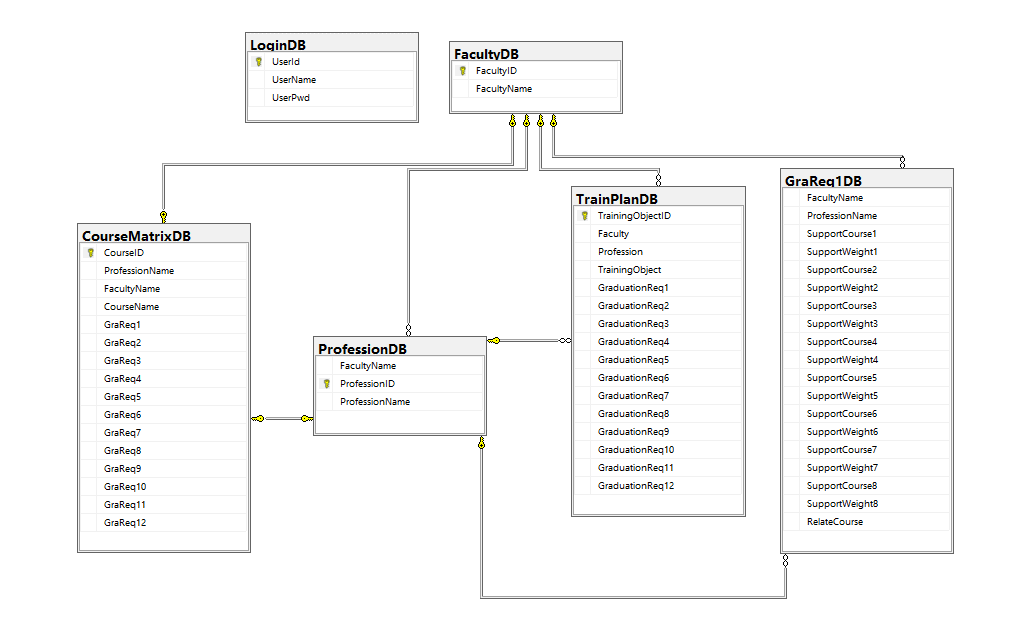 LoginDB
UserId
UserName
UserPwd
FacultyDB
FacultyID
FacultyName
CourseMatrixDB
CourseID
ProfessionName
FacultyName
CourseName
GraReq1
GraReq2
GraReq3
GraReq4
GraReq5
GraReq6
GraReq7
GraReq8
GraReq9
GraReq10
GraReq11
GraReq12
ProfessionDB
FacultyName
ProfessionID
ProfessionName
TrainPlanDB
TrainingObjectID
Faculty
Profession
TrainingObject
GraduationReq1
GraduationReq2
GraduationReq3
GraduationReq4
GraduationReq5
GraduationReq6
GraduationReq7
GraduationReq8
GraduationReq9
GraduationReq10
GraduationReq11
GraduationReq12
GraReq1DB
FacultyName
ProfessionName
SupportCourse1
SupportWeight1
SupportCourse2
SupportWeight2
SupportCourse3
SupportWeight3
SupportCourse4
SupportWeight4
SupportCourse5
SupportWeight5
SupportCourse6
SupportWeight6
SupportCourse7
SupportWeight7
SupportCourse8
SupportWeight8
RelateCourse